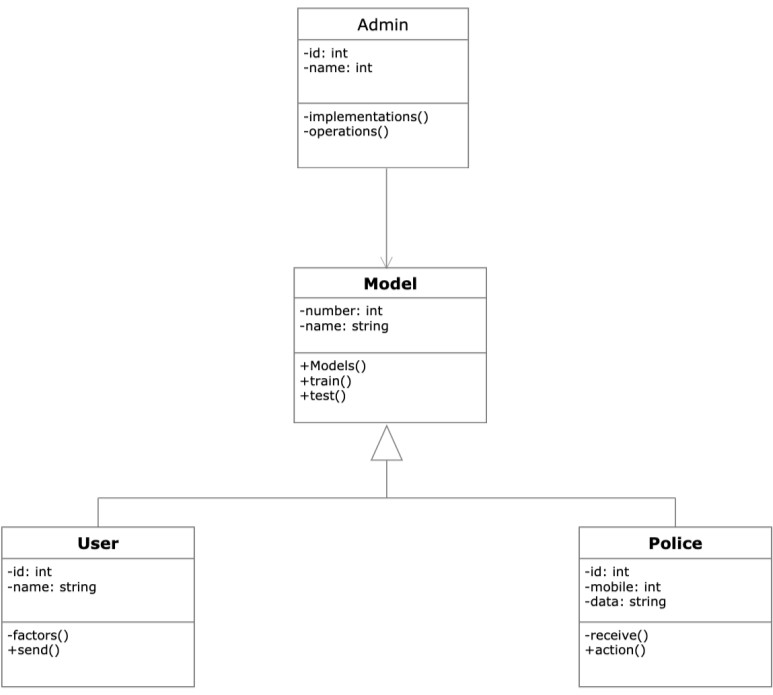 Admin
-id: int
-name: int
-implementations()
-operations()
Model
-number: int
-name: string
+Models()
+train()
+test()
User
-id: int
-name: string
-factors()
+send()
Police
-id: int
-mobile: int
-data: string
-receive()
+action()